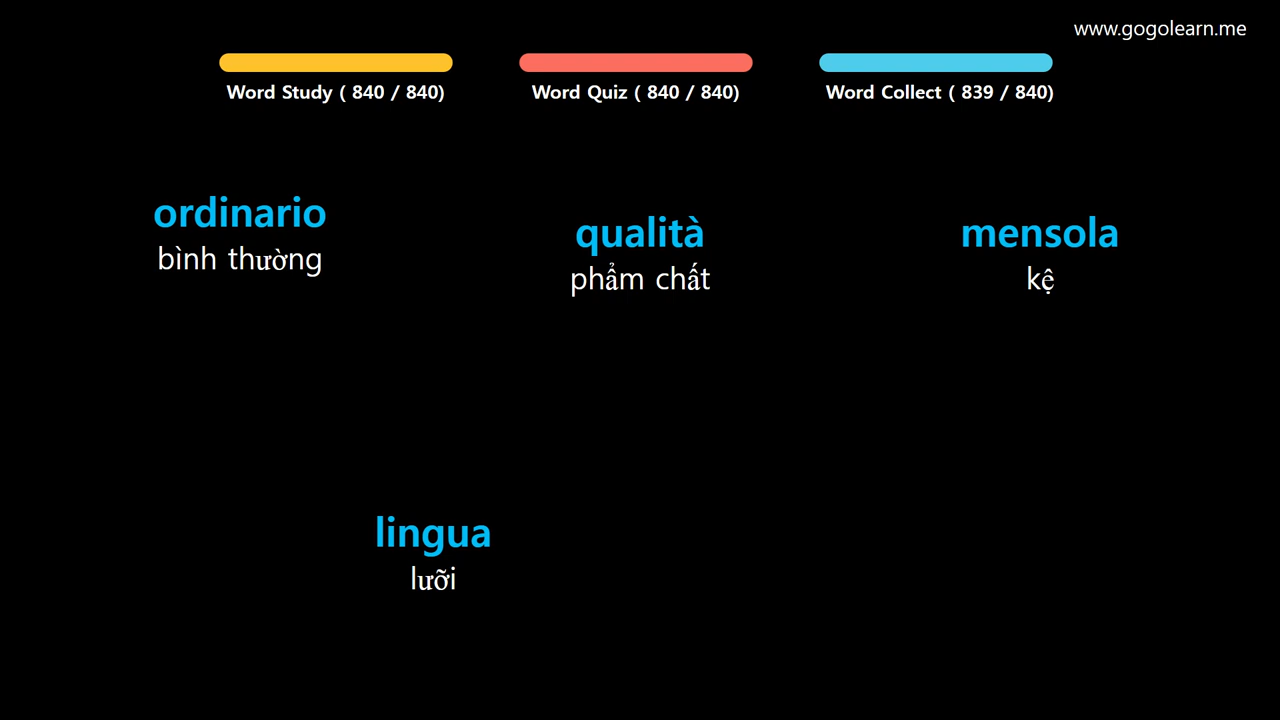 www.gogolearn.me
Word Study ( 840 / 840)
Word Quiz ( 840 / 840)
Word Collect ( 839 / 840)
ordinario
bình thường
qualità
phẩm chất
mensola
kệ
lingua
lưỡi